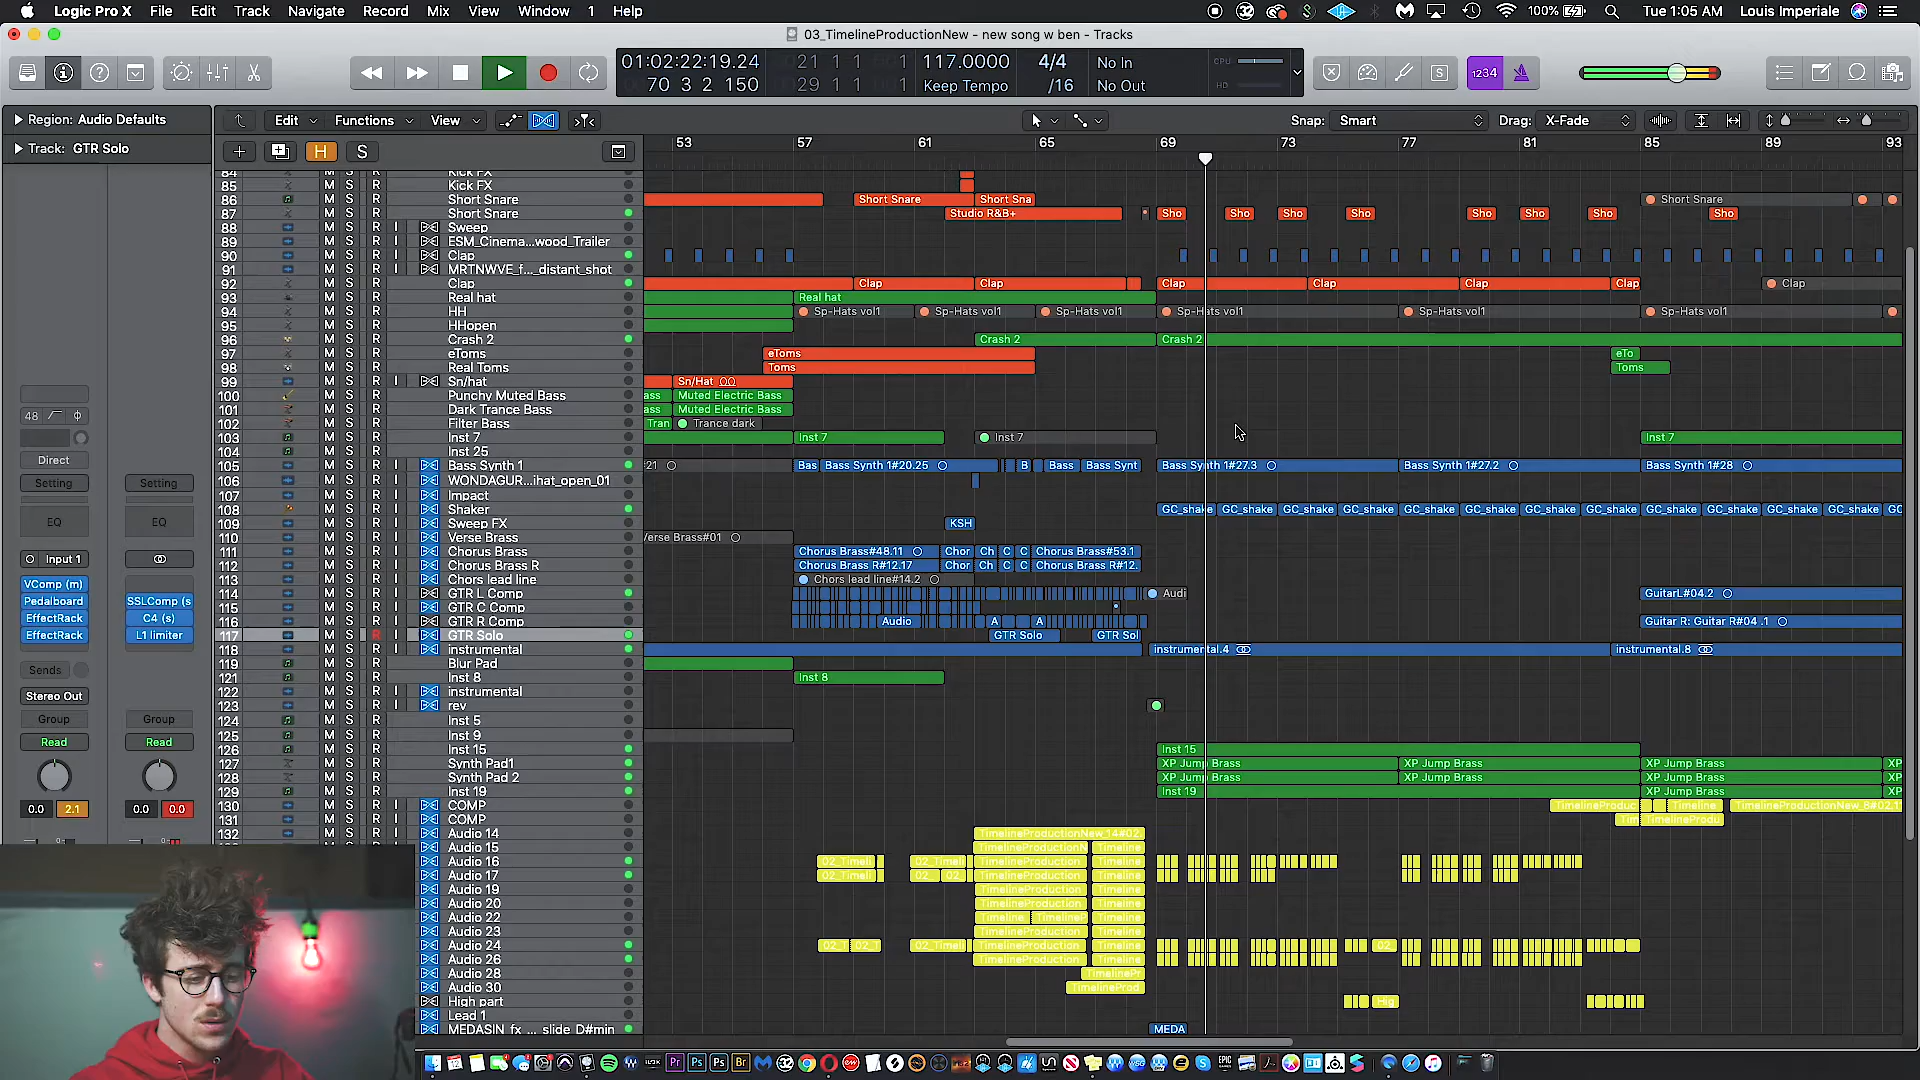 Logic Pro X File Edit Track Navigate Record Mix View Window 1 Help 100% Tue 1:05 AM Louis Imperiale
03_TimelineProductionNew - new song w ben - Tracks
01:02:22:19.24 21 1 1 1 117.0000 4/4 No In CPU
70 3 2 150 29 1 1 1 Keep Tempo /16 No Out HD
1234
Region: Audio Defaults
Track: GTR Solo
Edit Functions View Snap: Smart Drag: X-Fade
H S
53 57 61 65 69 73 77 81 85 89 93
84 M S R Kick FX
85 M S R Kick FX
86 M S R Short Snare Short Snare Short Sna Short Snare
87 M S R Short Snare Studio R&B+ Sho Sho Sho Sho Sho Sho Sho Sho
88 M S R I Sweep
89 M S R I ESM_Cinema...wood_Trailer
90 M S R I Clap
91 M S R I MRTNWVE_f..._distant_shot
92 M S R Clap Clap Clap Clap Clap Clap Clap Clap
93 M S R Real hat Real hat
94 M S R HH Sp-Hats vol1 Sp-Hats vol1 Sp-Hats vol1 Sp-Hats vol1 Sp-Hats vol1 Sp-Hats vol1
95 M S R HHopen
96 M S R Crash 2 Crash 2 Crash 2
97 M S R eToms eToms eTo
98 M S R Real Toms Toms Toms
99 M S R I Sn/hat Sn/Hat
100 M S R Punchy Muted Bass ass Muted Electric Bass
101 M S R Dark Trance Bass ass Muted Electric Bass
102 M S R Filter Bass Tran Trance dark
103 M S R Inst 7 Inst 7 Inst 7 Inst 7
104 M S R Inst 25
105 M S R I Bass Synth 1 21 Bas Bass Synth 1#20.25 B Bass Bass Synt Bass Synth 1#27.3 Bass Synth 1#27.2 Bass Synth 1#28
106 M S R I WONDAGUR...ihat_open_01
107 M S R I Impact
108 M S R I Shaker GC_shake GC_shake GC_shake GC_shake GC_shake GC_shake GC_shake GC_shake GC_shake GC_shake GC_shake GC_shake GC
109 M S R I Sweep FX KSH
110 M S R I Verse Brass Verse Brass#01
111 M S R I Chorus Brass Chorus Brass#48.11 Chor Ch C C Chorus Brass#53.1
112 M S R I Chorus Brass R Chorus Brass R#12.17 Chor Ch C C Chorus Brass R#12.
113 M S R I Chors lead line Chors lead line#14.2
114 M S R I GTR L Comp Audi GuitarL#04.2
115 M S R I GTR C Comp
116 M S R I GTR R Comp Audio A A Guitar R: Guitar R#04 .1
117 M S R I GTR Solo GTR Solo GTR Sol
118 M S R I instrumental instrumental.4 instrumental.8
119 M S R Blur Pad
121 M S R Inst 8 Inst 8
122 M S R I instrumental
123 M S R I rev
124 M S R Inst 5
125 M S R Inst 9
126 M S R Inst 15 Inst 15
127 M S R Synth Pad1 XP Jump Brass XP Jump Brass XP Jump Brass XP
128 M S R Synth Pad 2 XP Jump Brass XP Jump Brass XP Jump Brass XP
129 M S R Inst 19 Inst 19 XP Jump Brass XP
130 M S R I COMP TimelineProduc Timeline TimelineProductionNew_8#02.1
131 M S R I COMP Tim TimelineProdu
132 M S R I Audio 14 TimelineProductionNew_14#02.
Audio 15 TimelineProductionN Timeline
Audio 16 02_Timeli 02_Timeli TimelineProduction Timeline
Audio 17 02_Timeli 02_ 02_ TimelineProduction Timeline
Audio 19 TimelineProduction Timeline
Audio 20 TimelineProduction Timeline
Audio 22 Timeline TimelineP Timeline
Audio 23 TimelineProduction Timeline
Audio 24 02_T 02_T 02_Timeli TimelineProduction Timeline 02_
Audio 26 TimelineProduction Timeline
Audio 28 TimelinePr
Audio 30 TimelineProd
High part Hig
Lead 1
MEDASIN_fx_..._slide_D#min MEDA
48
Direct
Setting Setting
EQ EQ
Input 1
VComp (m)
Pedalboard SSLComp (s
EffectRack C4 (s)
EffectRack L1 limiter
Sends
Stereo Out
Group Group
Read Read
0.0 2.1 0.0 0.0
Pr Ps Ps Br